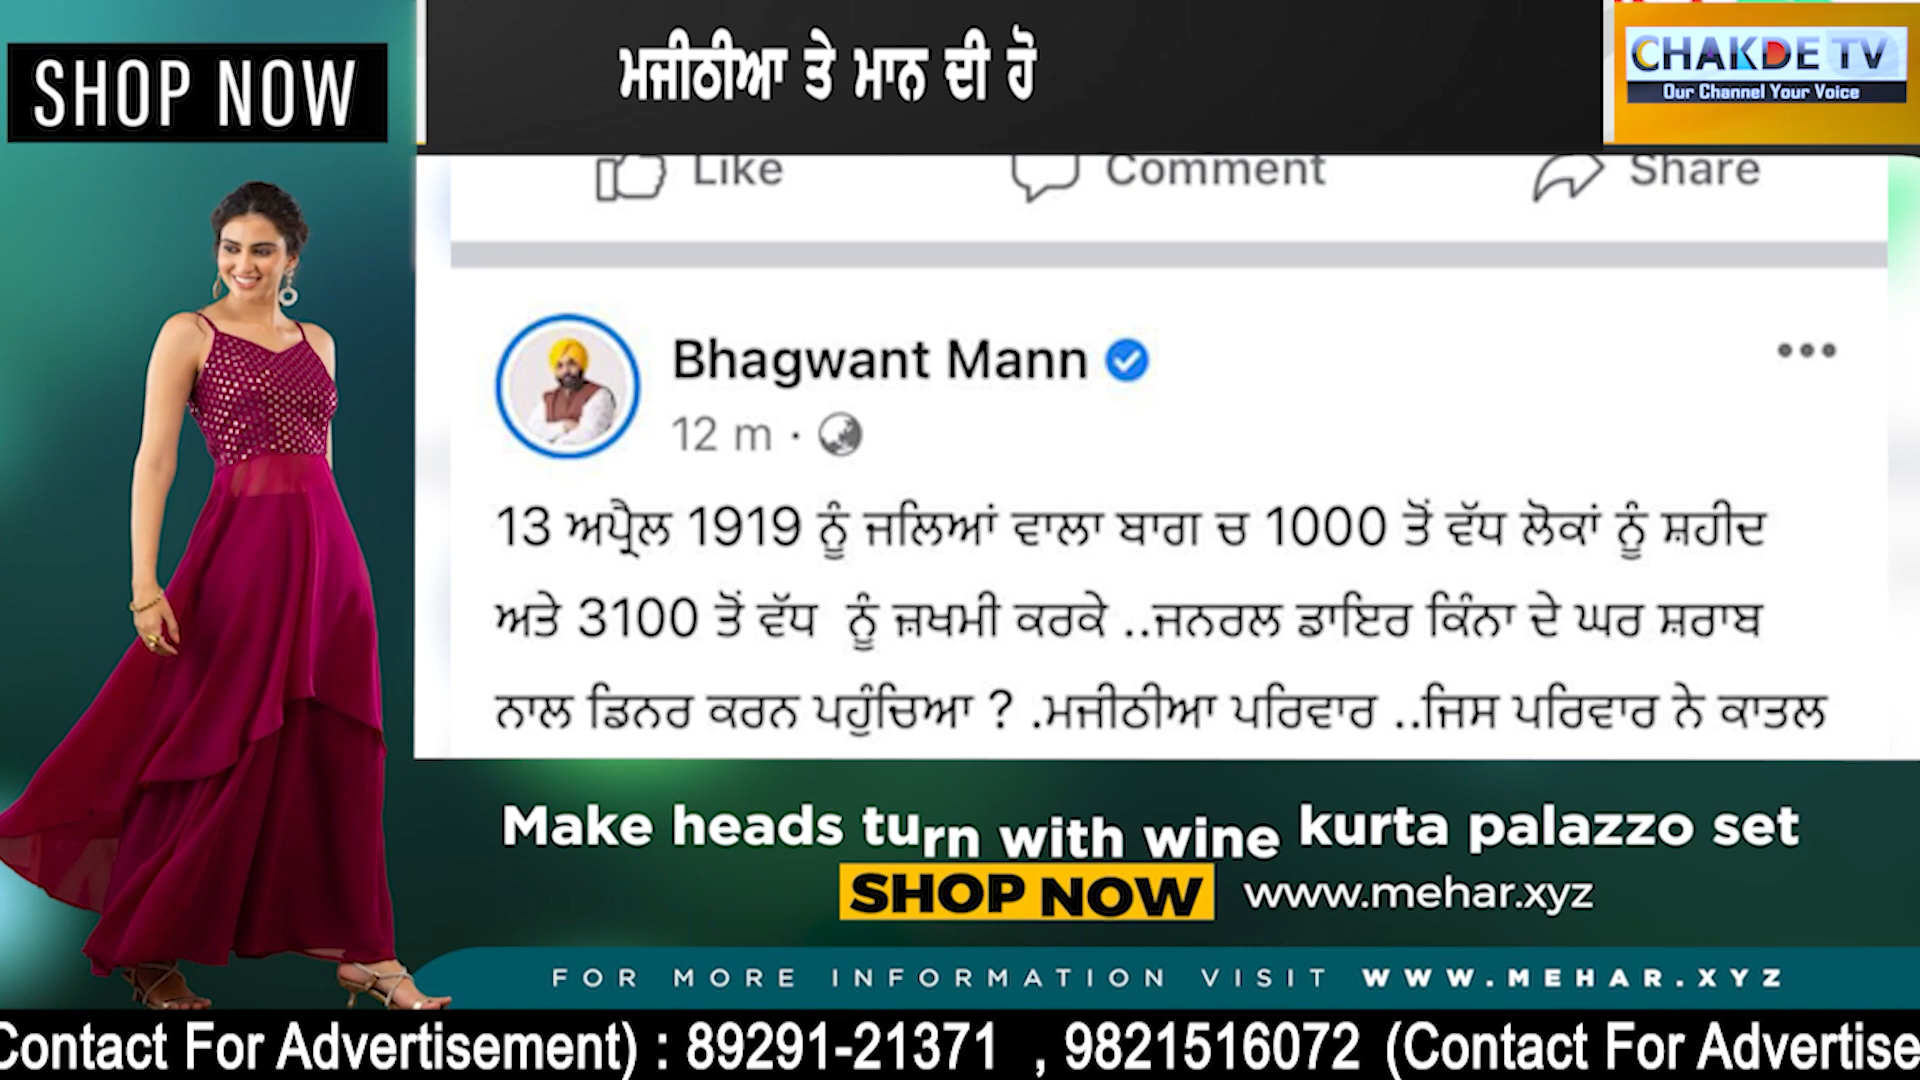 SHOP NOW
ਮਜੀਠੀਆ ਤੇ ਮਾਨ ਦੀ ਹੋ
CHAKDE TV
Our Channel Your Voice
Like Comment Share
Bhagwant Mann
12 m ·
13 ਅਪ੍ਰੈਲ 1919 ਨੂੰ ਜਲਿਆਂ ਵਾਲਾ ਬਾਗ ਚ 1000 ਤੋਂ ਵੱਧ ਲੋਕਾਂ ਨੂੰ ਸ਼ਹੀਦ
ਅਤੇ 3100 ਤੋਂ ਵੱਧ ਨੂੰ ਜ਼ਖਮੀ ਕਰਕੇ ..ਜਨਰਲ ਡਾਇਰ ਕਿੰਨਾ ਦੇ ਘਰ ਸ਼ਰਾਬ
ਨਾਲ ਡਿਨਰ ਕਰਨ ਪਹੁੰਚਿਆ ? .ਮਜੀਠੀਆ ਪਰਿਵਾਰ ..ਜਿਸ ਪਰਿਵਾਰ ਨੇ ਕਾਤਲ
Make heads turn with wine kurta palazzo set
SHOP NOW www.mehar.xyz
FOR MORE INFORMATION VISIT WWW.MEHAR.XYZ
Contact For Advertisement) : 89291-21371 , 9821516072 (Contact For Advertise